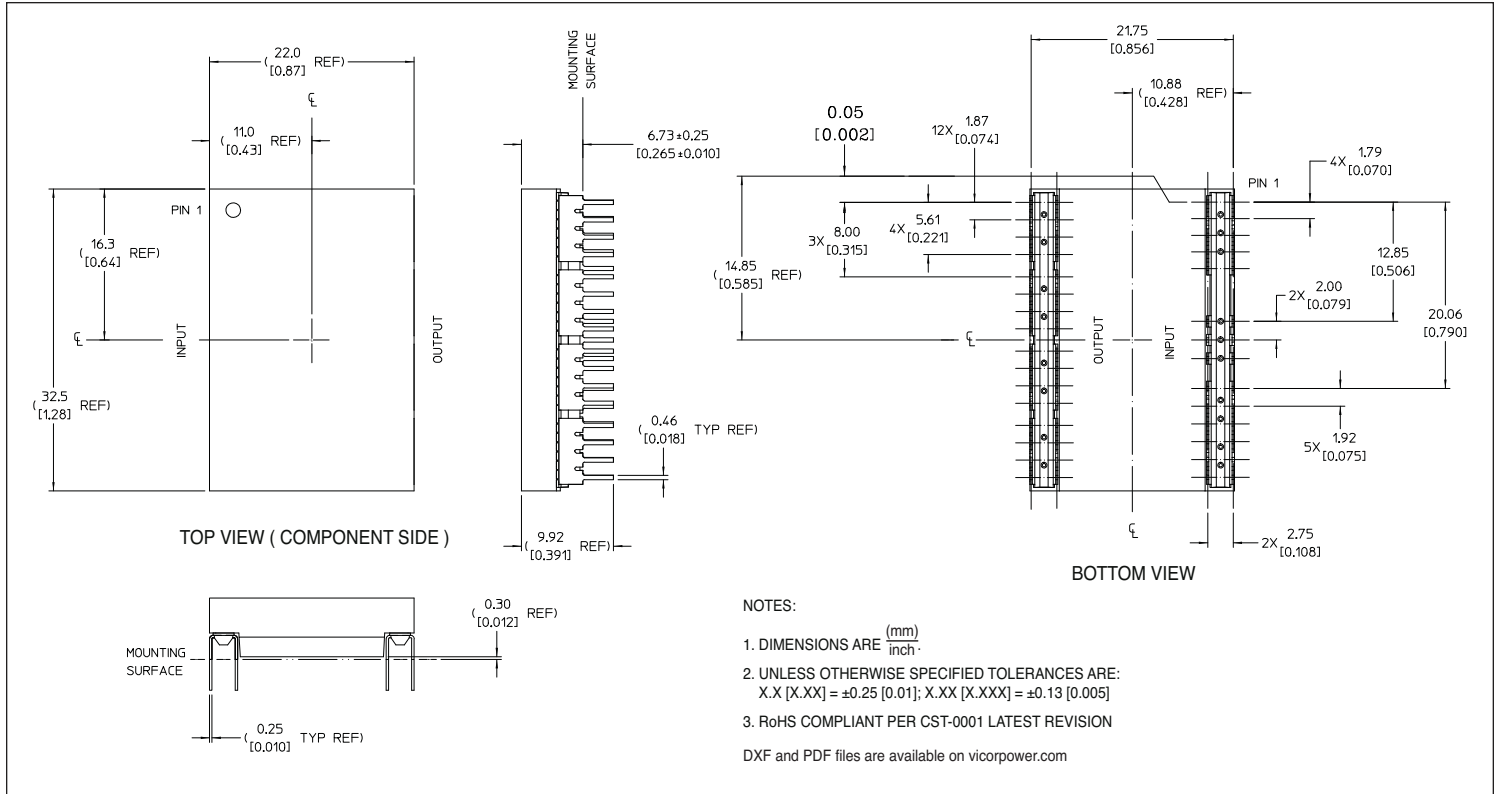 22.0
( [0.87] REF)
℄
11.0
( [0.43] REF)
PIN 1
16.3
( [0.64] REF)
℄
INPUT
OUTPUT
32.5
( [1.28] REF)
TOP VIEW ( COMPONENT SIDE )
MOUNTING
SURFACE
6.73±0.25
[0.265±0.010]
0.46
( [0.018] TYP REF)
9.92
( [0.391] REF)
21.75
[0.856]
10.88
( [0.428] REF)
0.05
[0.002]
12X 1.87
[0.074]
4X 1.79
[0.070]
PIN 1
3X 8.00
[0.315]
4X 5.61
[0.221]
14.85
( [0.585] REF)
12.85
[0.506]
2X 2.00
[0.079]
20.06
[0.790]
℄
OUTPUT
INPUT
5X 1.92
[0.075]
℄
2X 2.75
[0.108]
BOTTOM VIEW
0.30
( [0.012] REF)
MOUNTING
SURFACE
0.25
( [0.010] TYP REF)
NOTES:
1. DIMENSIONS ARE (mm)
inch .
2. UNLESS OTHERWISE SPECIFIED TOLERANCES ARE:
X.X [X.XX] = ±0.25 [0.01]; X.XX [X.XXX] = ±0.13 [0.005]
3. RoHS COMPLIANT PER CST-0001 LATEST REVISION
DXF and PDF files are available on vicorpower.com